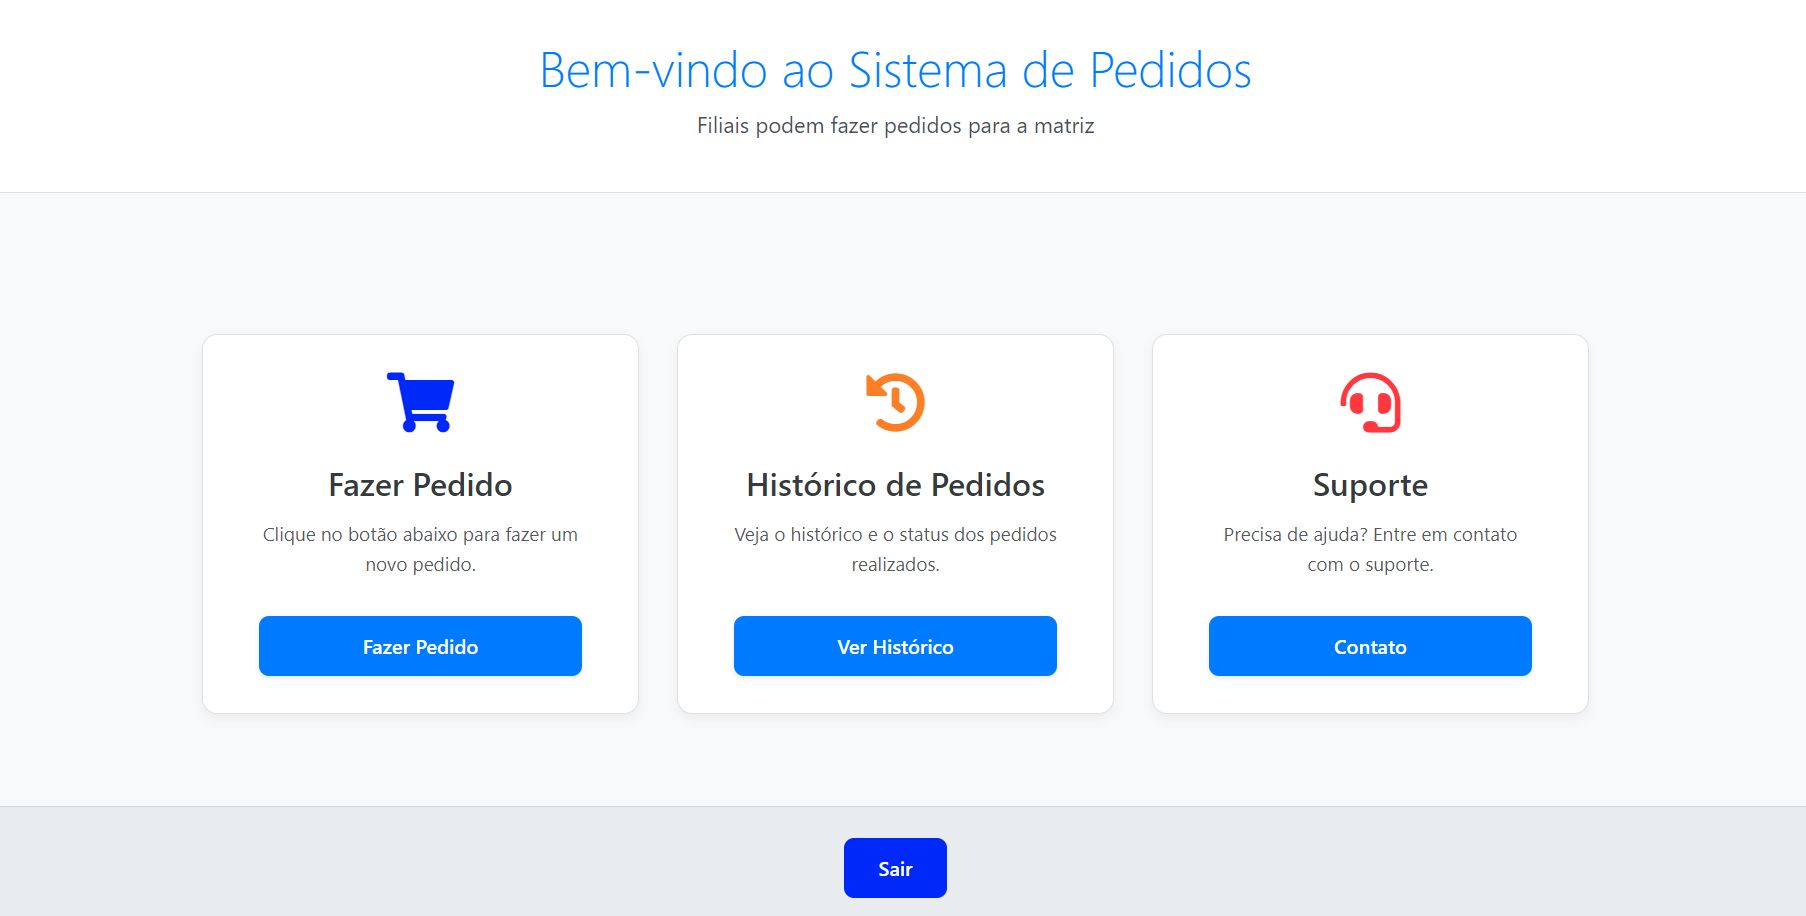 Bem-vindo ao Sistema de Pedidos
Filiais podem fazer pedidos para a matriz
Fazer Pedido
Clique no botão abaixo para fazer um
novo pedido.
Fazer Pedido
Histórico de Pedidos
Veja o histórico e o status dos pedidos
realizados.
Ver Histórico
Suporte
Precisa de ajuda? Entre em contato
com o suporte.
Contato
Sair